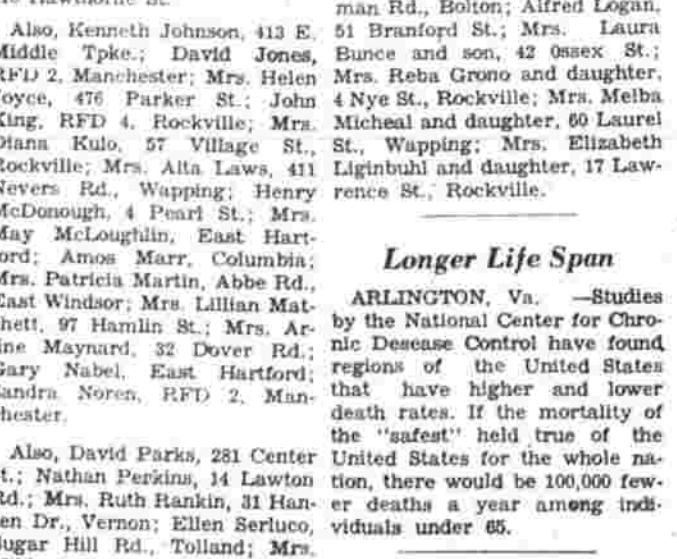 Also, Kenneth Johnson, 413 E.
Middle Tpke.; David Jones,
RFD 2, Manchester; Mrs. Helen
oyce, 476 Parker St.; John
King, RFD 4, Rockville; Mrs.
Diana Kulo, 57 Village St.,
Rockville; Mrs. Alta Laws, 411
Nevers Rd., Wapping; Henry
McDonough, 4 Pearl St.; Mrs.
May McLoughlin, East Hart-
ord; Amos Marr, Columbia;
Mrs. Patricia Martin, Abbe Rd.,
East Windsor; Mrs. Lillian Mat-
hett, 97 Hamlin St.; Mrs. Ar-
ine Maynard, 32 Dover Rd.;
Gary Nabel, East Hartford;
Sandra Noren, RFD 2, Man-
chester.
Also, David Parks, 281 Center
t.; Nathan Perkins, 14 Lawton
Rd.; Mrs. Ruth Rankin, 31 Han-
en Dr., Vernon; Ellen Serluco,
Sugar Hill Rd., Tolland; Mrs.
man Rd., Bolton; Alfred Logan,
51 Branford St.; Mrs. Laura
Bunce and son, 42 Ossex St.;
Mrs. Reba Grono and daughter,
4 Nye St., Rockville; Mrs. Melba
Micheal and daughter, 60 Laurel
St., Wapping; Mrs. Elizabeth
Liginbuhl and daughter, 17 Law-
rence St., Rockville.
Longer Life Span
ARLINGTON, Va. —Studies
by the National Center for Chro-
nic Desease Control have found
regions of the United States
that have higher and lower
death rates. If the mortality of
the "safest" held true of the
United States for the whole na-
tion, there would be 100,000 few-
er deaths a year among indi-
viduals under 65.